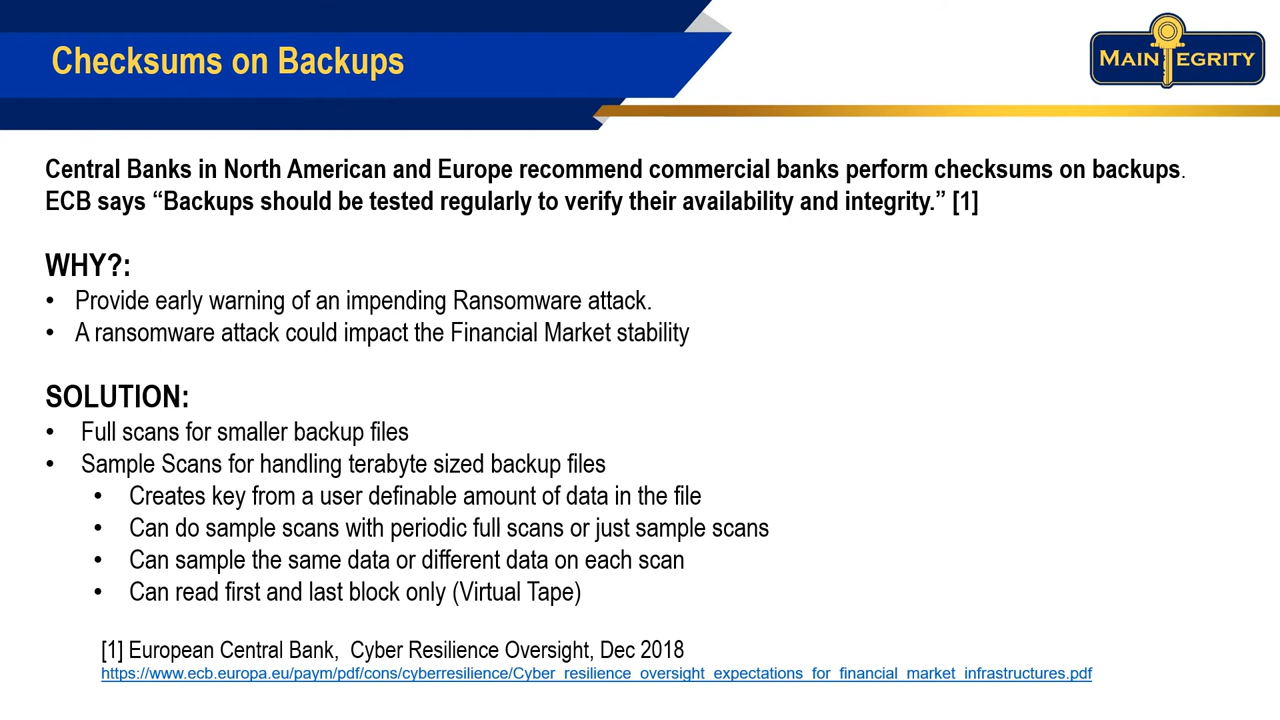 Checksums on Backups
MAIN EGRITY
Central Banks in North American and Europe recommend commercial banks perform checksums on backups.
ECB says “Backups should be tested regularly to verify their availability and integrity.” [1]
WHY?:
• Provide early warning of an impending Ransomware attack.
• A ransomware attack could impact the Financial Market stability
SOLUTION:
• Full scans for smaller backup files
• Sample Scans for handling terabyte sized backup files
• Creates key from a user definable amount of data in the file
• Can do sample scans with periodic full scans or just sample scans
• Can sample the same data or different data on each scan
• Can read first and last block only (Virtual Tape)
[1] European Central Bank, Cyber Resilience Oversight, Dec 2018
https://www.ecb.europa.eu/paym/pdf/cons/cyberresilience/Cyber_resilience_oversight_expectations_for_financial_market_infrastructures.pdf